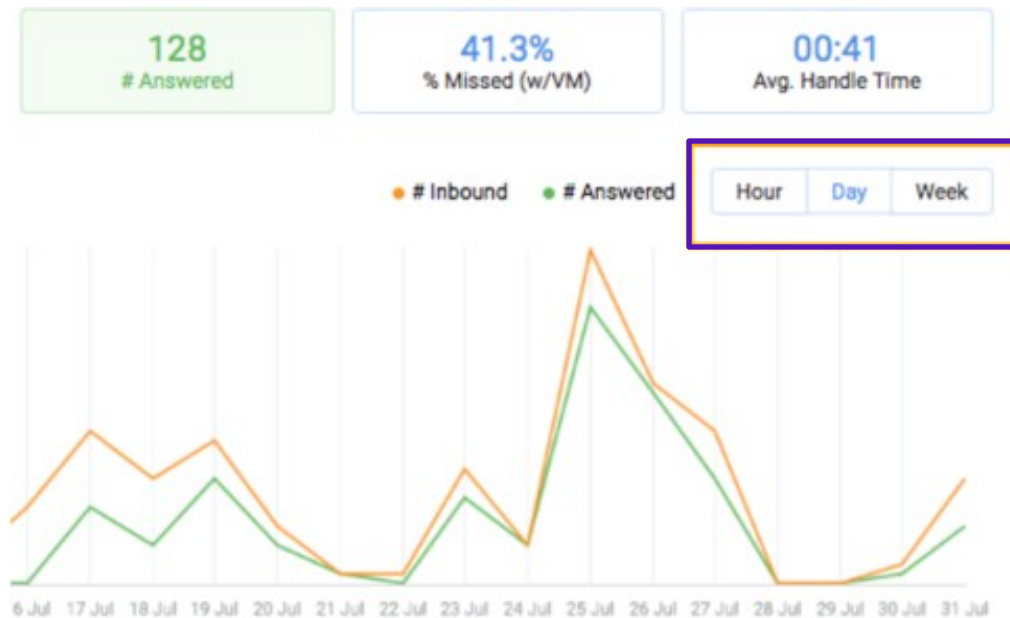 128 41.3% 00:41
# Answered % Missed (w/VM) Avg. Handle Time
# Inbound # Answered Hour Day Week
6 Jul 17 Jul 18 Jul 19 Jul 20 Jul 21 Jul 22 Jul 23 Jul 24 Jul 25 Jul 26 Jul 27 Jul 28 Jul 29 Jul 30 Jul 31 Jul